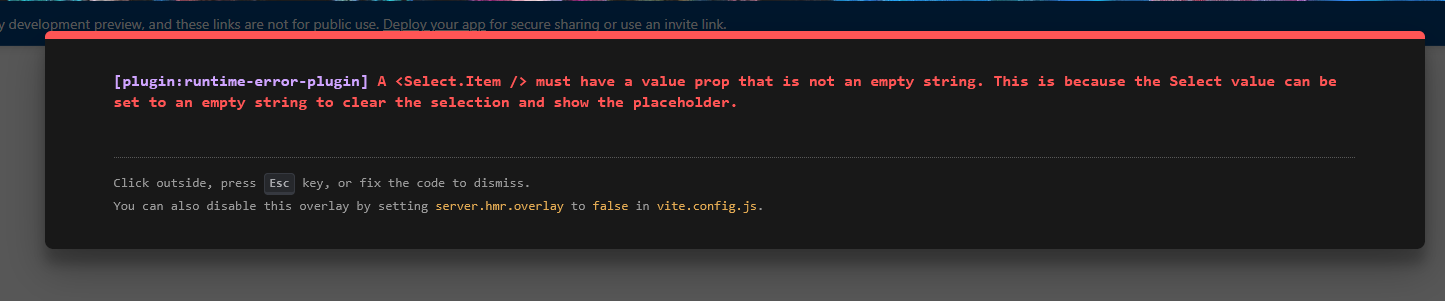 y development preview, and these links are not for public use. Deploy your app for secure sharing or use an invite link.
[plugin:runtime-error-plugin] A <Select.Item /> must have a value prop that is not an empty string. This is because the Select value can be
set to an empty string to clear the selection and show the placeholder.
Click outside, press Esc key, or fix the code to dismiss.
You can also disable this overlay by setting server.hmr.overlay to false in vite.config.js.